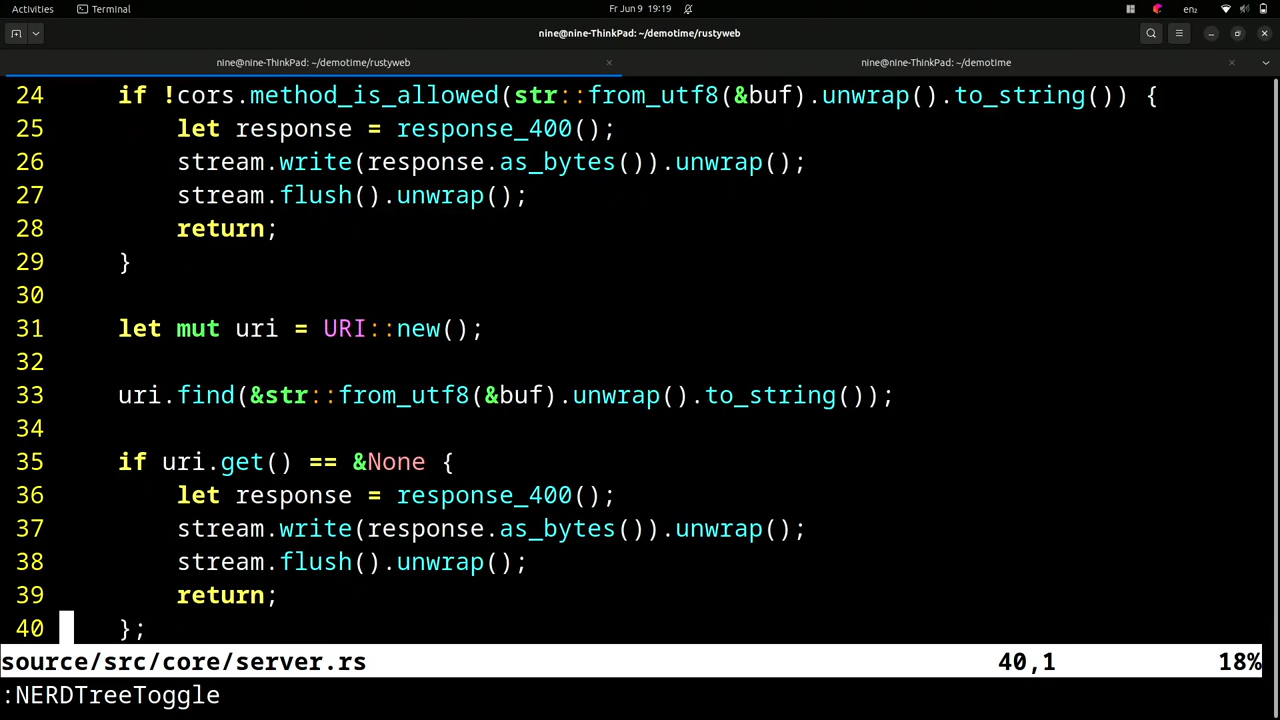 Activities Terminal Fr Jun 9 19:19 en₂
nine@nine-ThinkPad: ~/demotime/rustyweb
nine@nine-ThinkPad: ~/demotime/rustyweb × nine@nine-ThinkPad: ~/demotime ×
24     if !cors.method_is_allowed(str::from_utf8(&buf).unwrap().to_string()) {
25         let response = response_400();
26         stream.write(response.as_bytes()).unwrap();
27         stream.flush().unwrap();
28         return;
29     }
30
31     let mut uri = URI::new();
32
33     uri.find(&str::from_utf8(&buf).unwrap().to_string());
34
35     if uri.get() == &None {
36         let response = response_400();
37         stream.write(response.as_bytes()).unwrap();
38         stream.flush().unwrap();
39         return;
40     };
source/src/core/server.rs 40,1 18%
:NERDTreeToggle